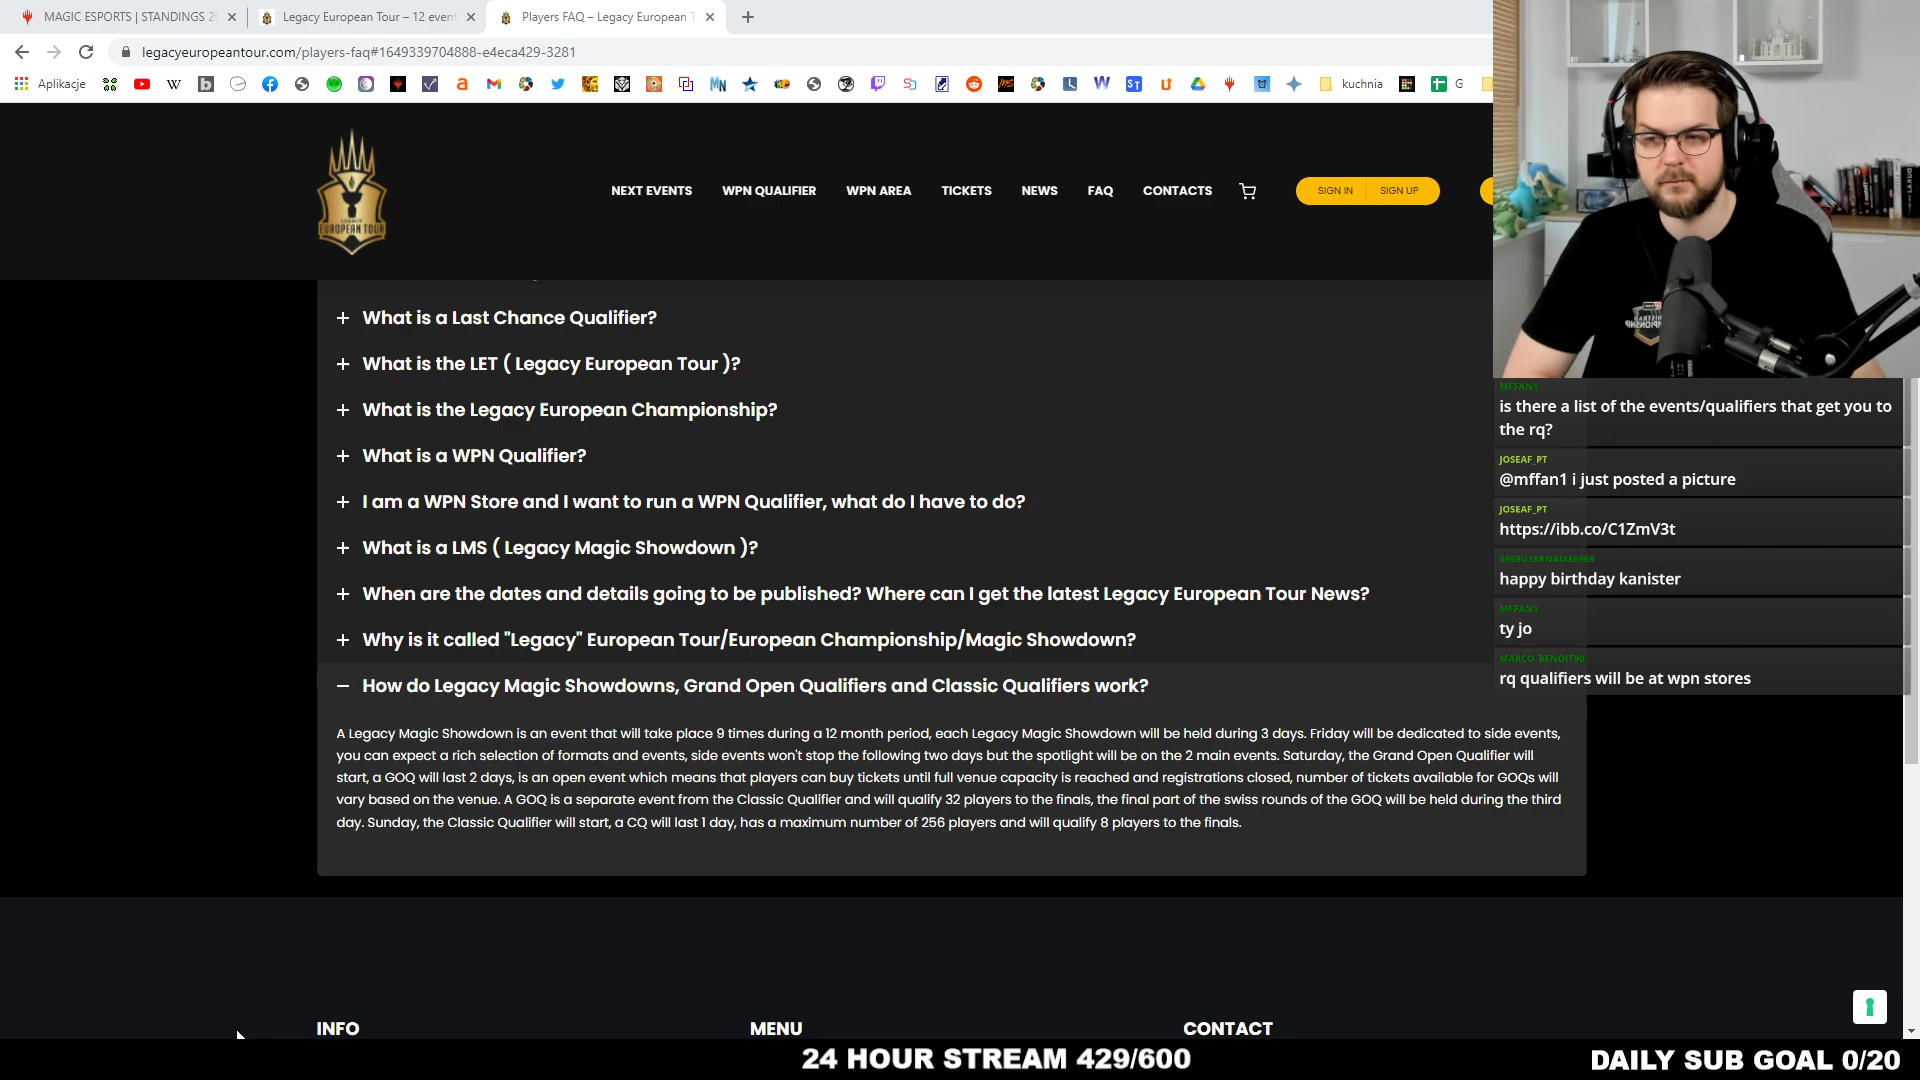 MAGIC ESPORTS | STANDINGS 20
Legacy European Tour – 12 event
Players FAQ – Legacy European T
legacyeuropeantour.com/players-faq#1649339704888-e4eca429-3281
Aplikacje
kuchnia
G
LEGACY
EUROPEAN TOUR
NEXT EVENTS
WPN QUALIFIER
WPN AREA
TICKETS
NEWS
FAQ
CONTACTS
SIGN IN
SIGN UP
What is a Last Chance Qualifier?
What is the LET ( Legacy European Tour )?
What is the Legacy European Championship?
What is a WPN Qualifier?
I am a WPN Store and I want to run a WPN Qualifier, what do I have to do?
What is a LMS ( Legacy Magic Showdown )?
When are the dates and details going to be published? Where can I get the latest Legacy European Tour News?
Why is it called "Legacy" European Tour/European Championship/Magic Showdown?
How do Legacy Magic Showdowns, Grand Open Qualifiers and Classic Qualifiers work?
A Legacy Magic Showdown is an event that will take place 9 times during a 12 month period, each Legacy Magic Showdown will be held during 3 days. Friday will be dedicated to side events,
you can expect a rich selection of formats and events, side events won't stop the following two days but the spotlight will be on the 2 main events. Saturday, the Grand Open Qualifier will
start, a GOQ will last 2 days, is an open event which means that players can buy tickets until full venue capacity is reached and registrations closed, number of tickets available for GOQs will
vary based on the venue. A GOQ is a separate event from the Classic Qualifier and will qualify 32 players to the finals, the final part of the swiss rounds of the GOQ will be held during the third
day. Sunday, the Classic Qualifier will start, a CQ will last 1 day, has a maximum number of 256 players and will qualify 8 players to the finals.
INFO
MENU
CONTACT
MFFAN1
is there a list of the events/qualifiers that get you to
the rq?
JOSEAF_PT
@mffan1 i just posted a picture
JOSEAF_PT
https://ibb.co/C1ZmV3t
6969USERNAME6969
happy birthday kanister
MFFAN1
ty jo
MARCO_BENOIT90
rq qualifiers will be at wpn stores
24 HOUR STREAM 429/600
DAILY SUB GOAL 0/20